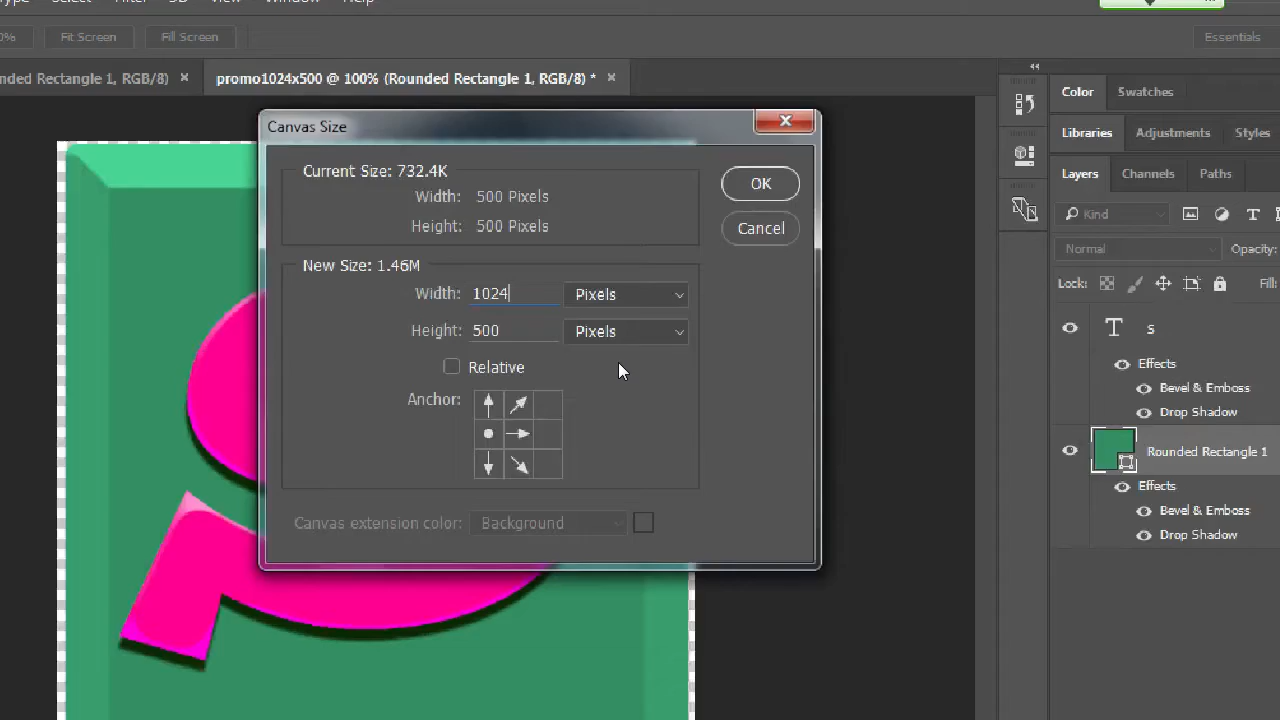 Type Select Filter 3D View Window Help
0% Fit Screen Fill Screen Essentials
nded Rectangle 1, RGB/8) × promo1024x500 @ 100% (Rounded Rectangle 1, RGB/8) * ×
Canvas Size
Current Size: 732.4K
Width: 500 Pixels
Height: 500 Pixels
OK
Cancel
New Size: 1.46M
Width: 1024 Pixels
Height: 500 Pixels
Relative
Anchor:
Canvas extension color: Background
Color Swatches
Libraries Adjustments Styles
Layers Channels Paths
Kind
Normal Opacity:
Lock: Fill:
T S
Effects
Bevel & Emboss
Drop Shadow
Rounded Rectangle 1
Effects
Bevel & Emboss
Drop Shadow